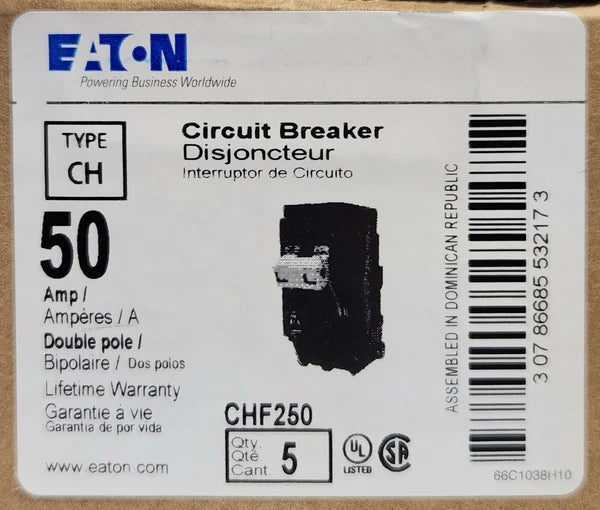 EATON
Powering Business Worldwide
TYPE
CH
Circuit Breaker
Disjoncteur
Interruptor de Circuito
50
Amp /
Ampères / A
Double pole /
Bipolaire / Dos polos
Lifetime Warranty
Garantie à vie
Garantia de por vida
www.eaton.com
CHF250
Qty.
Qté.
Cant.
5
UL
LISTED
SA
ASSEMBLED IN DOMINICAN REPUBLIC
3 07 86685 53217 3
66C1038H10